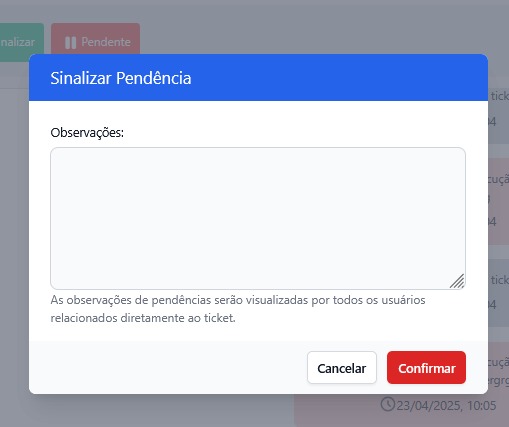 Pendente
Sinalizar Pendência
Observações:
As observações de pendências serão visualizadas por todos os usuários
relacionados diretamente ao ticket.
Cancelar
Confirmar
23/04/2025, 10:05